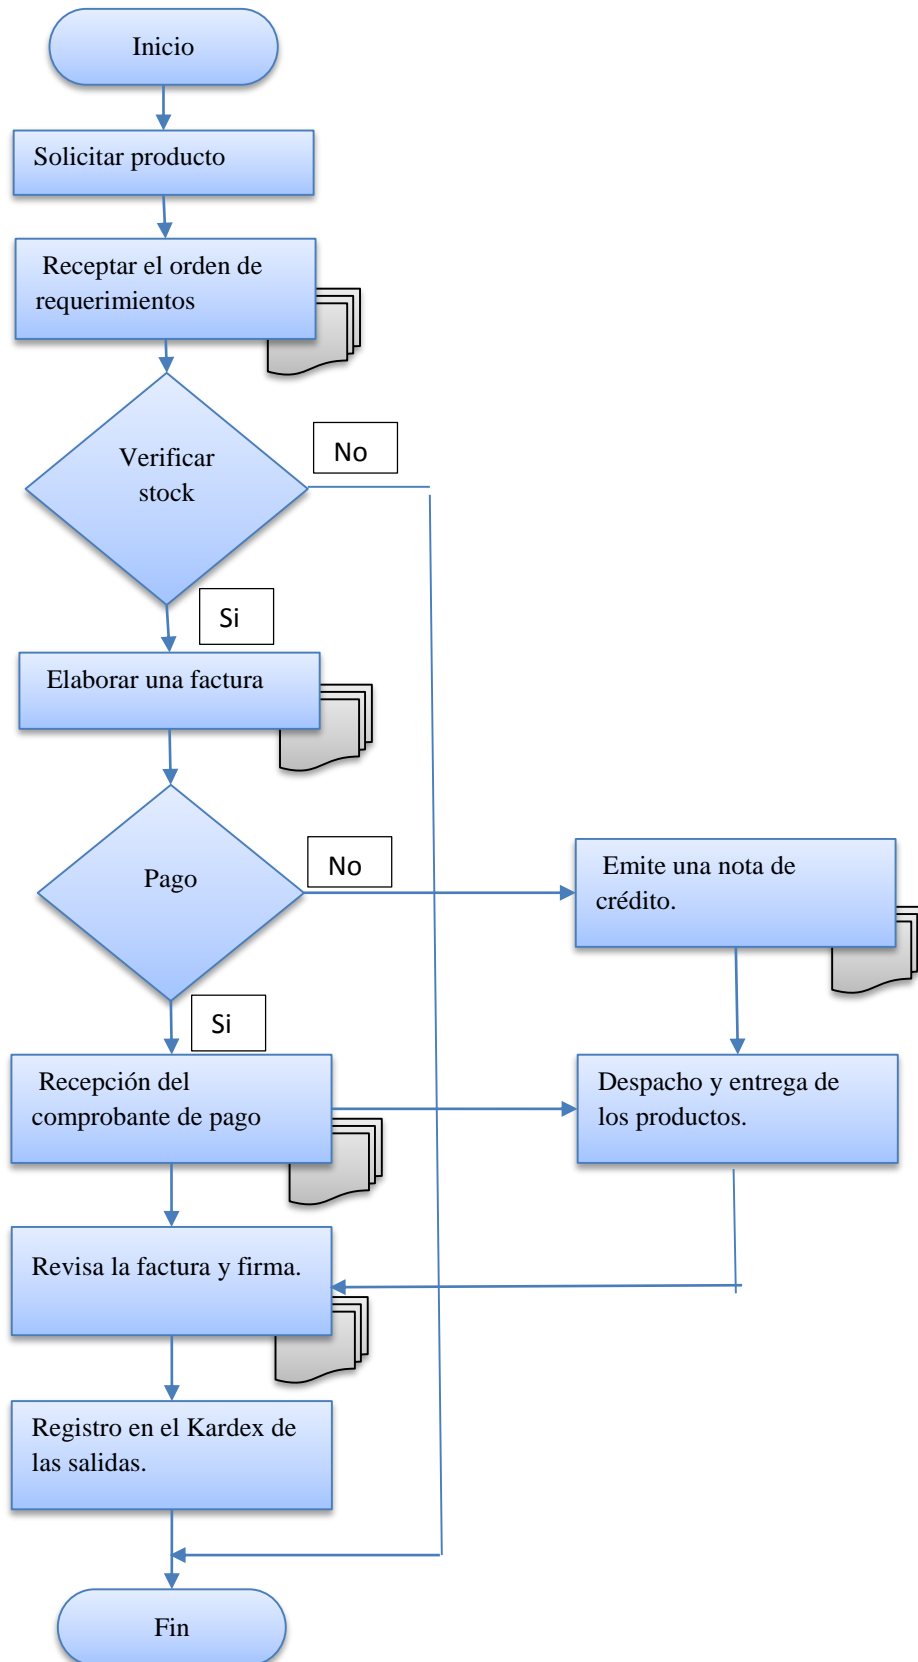 Inicio
Solicitar producto
Receptar el orden de
requerimientos
Verificar
stock
No
Si
Elaborar una factura
Pago
No
Emite una nota de
crédito.
Si
Recepción del
comprobante de pago
Despacho y entrega de
los productos.
Revisa la factura y firma.
Registro en el Kardex de
las salidas.
Fin